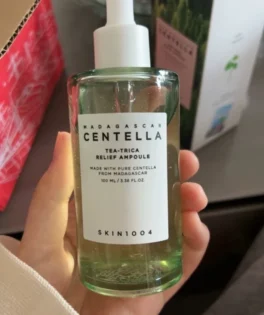 MADAGASCAR
CENTELLA
TEA-TRICA
RELIEF AMPOULE
MADE WITH PURE CENTELLA
FROM MADAGASCAR
100 ML / 3.38 FL.OZ
SKIN1004
CENTELLA